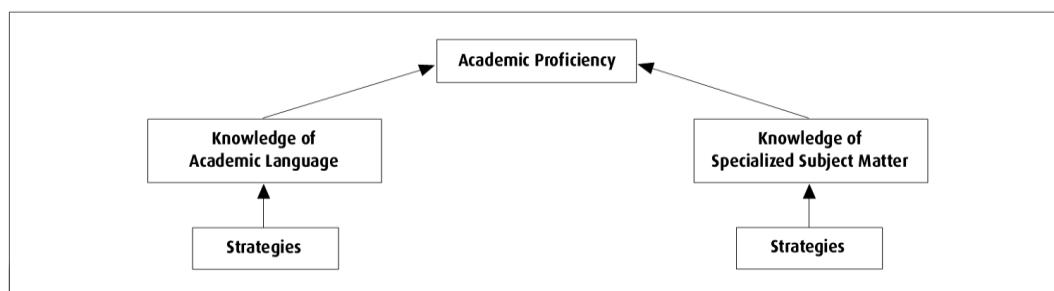 Academic Proficiency
Knowledge of
Academic Language
Knowledge of
Specialized Subject Matter
Strategies
Strategies